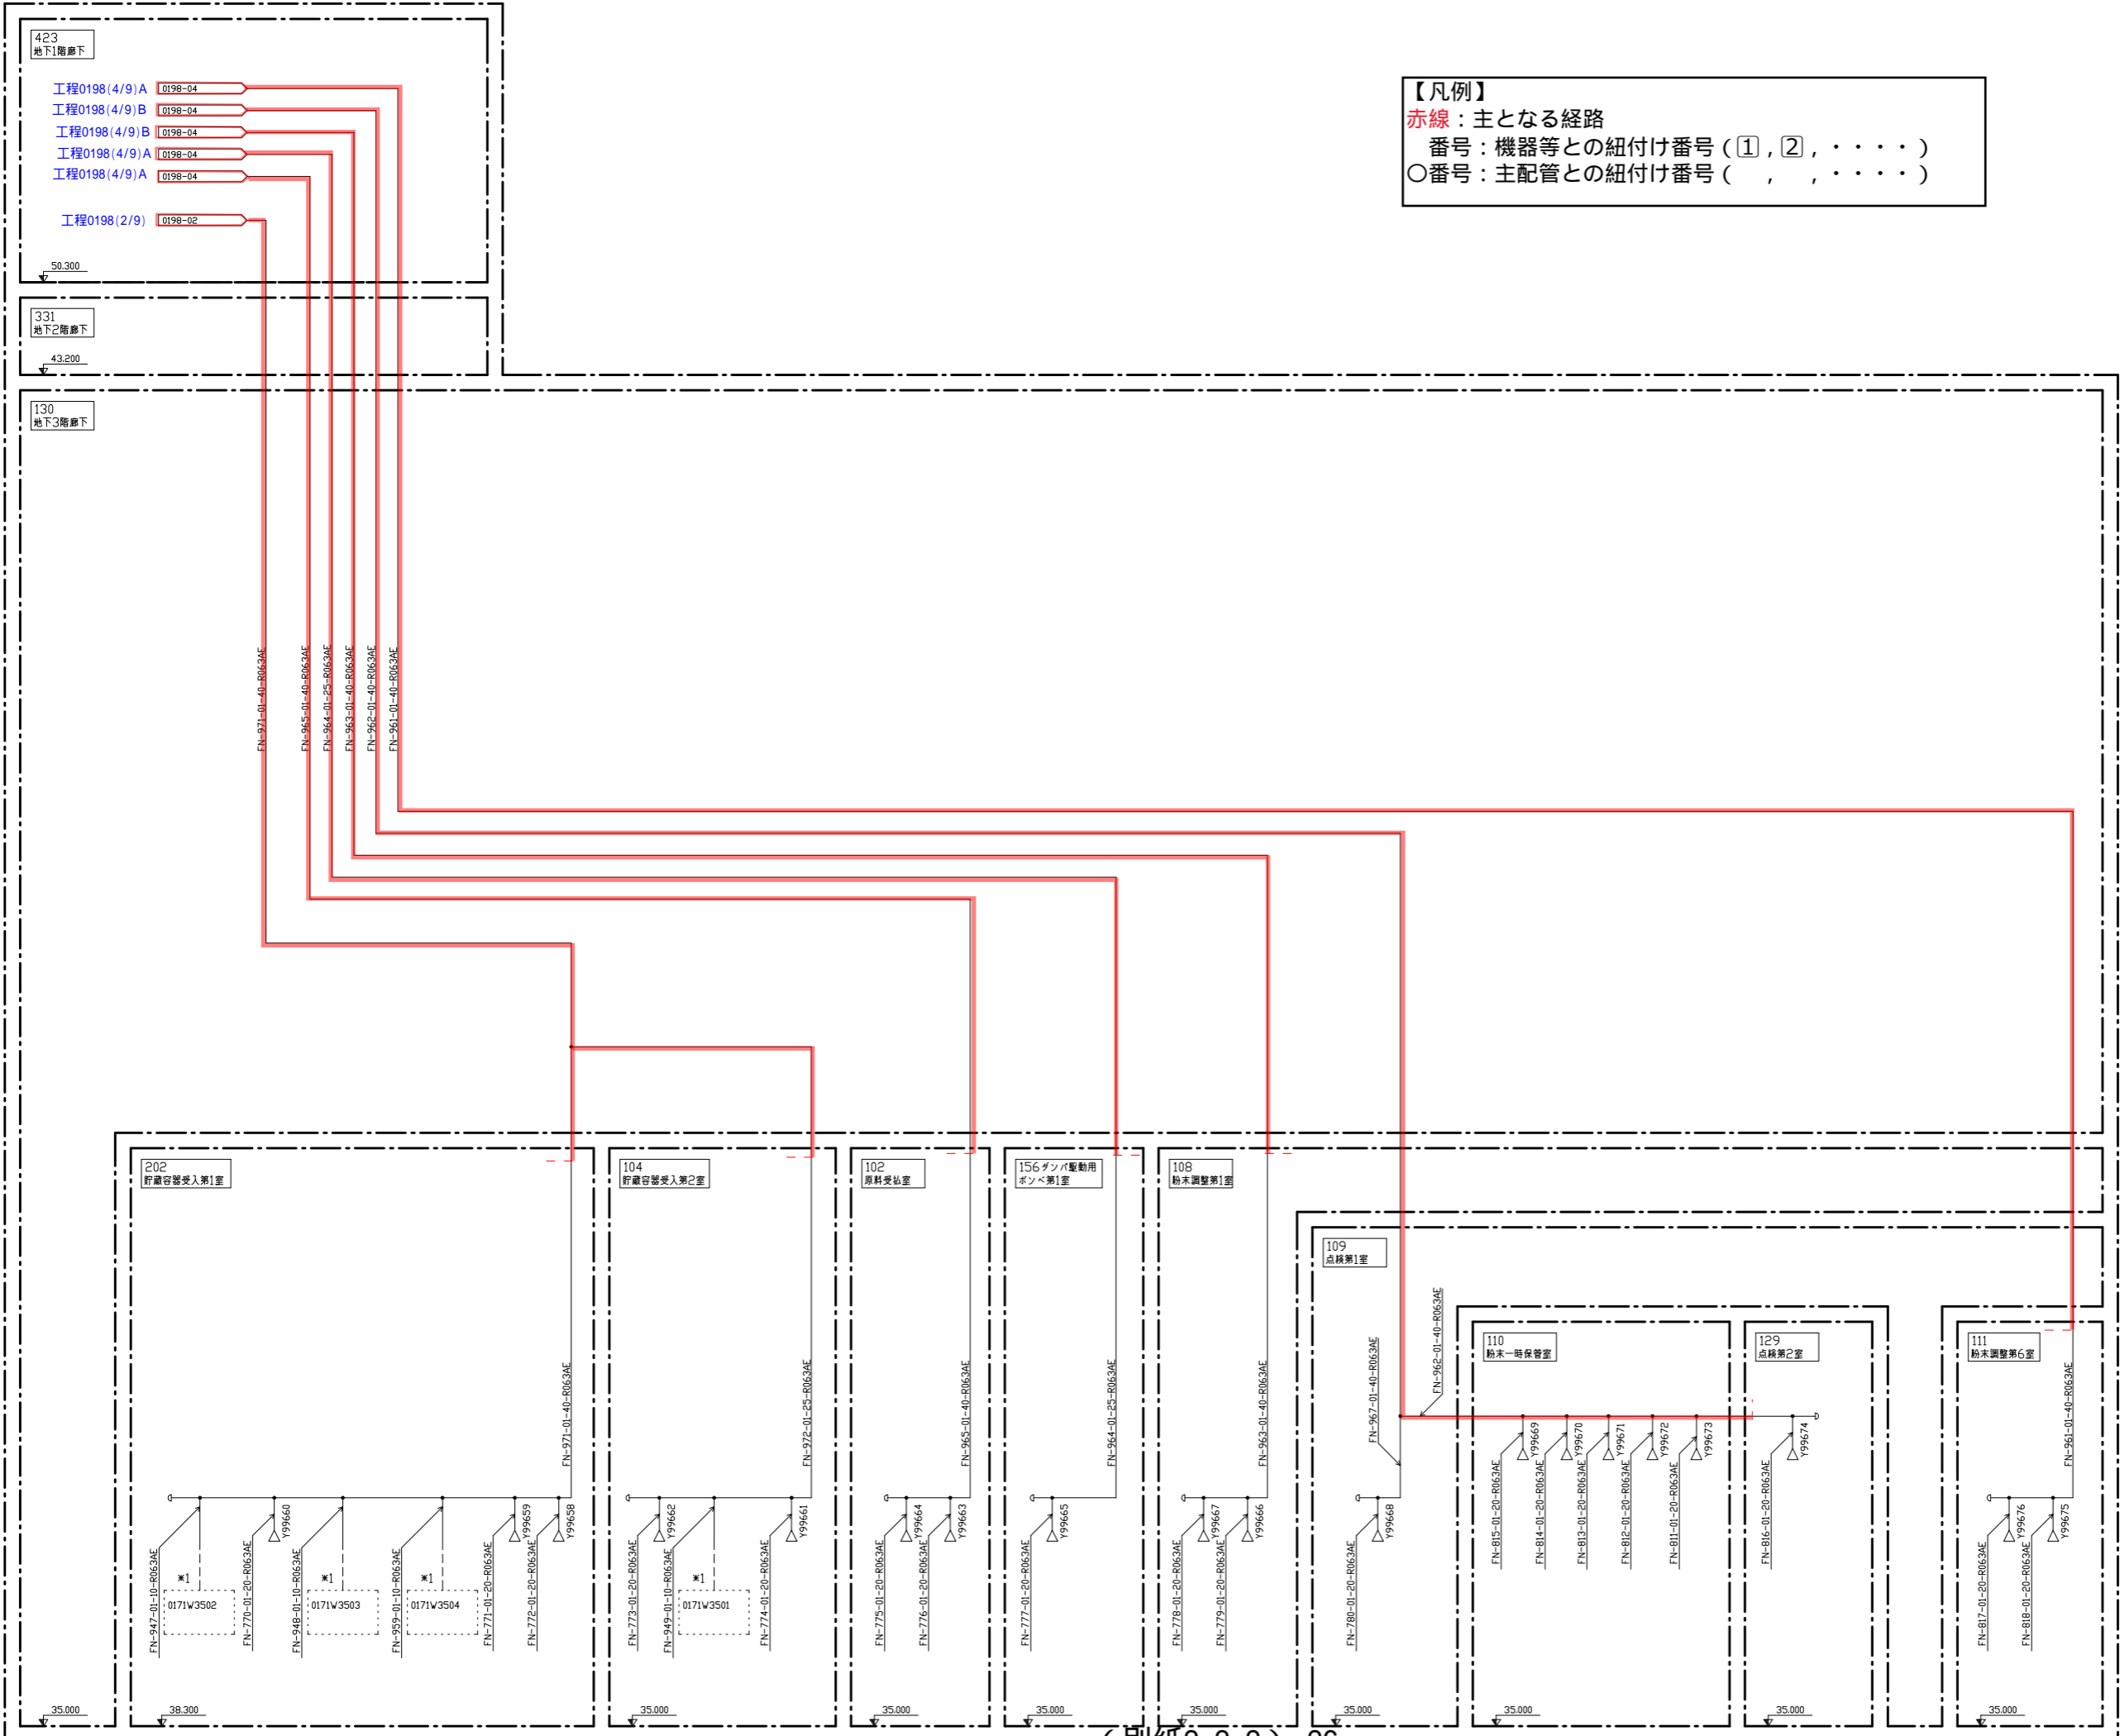 423
地下1階廊下
工程0198(4/9)A 0198-04
工程0198(4/9)B 0198-04
工程0198(4/9)B 0198-04
工程0198(4/9)A 0198-04
工程0198(4/9)A 0198-04
工程0198(2/9) 0198-02
50.300
【凡例】
赤線：主となる経路
番号：機器等との紐付け番号（1，2，・・・・）
〇番号：主配管との紐付け番号（　，　，・・・・）
331
地下2階廊下
43.200
130
地下3階廊下
FN-971-01-40-R063AE
FN-965-01-40-R063AE
FN-964-01-25-R063AE
FN-963-01-40-R063AE
FN-962-01-40-R063AE
FN-961-01-40-R063AE
35.000
202
貯蔵容器受入第1室
FN-971-01-40-R063AE
FN-947-01-10-R063AE
※1
0171W3502
FN-770-01-20-R063AE
Y99660
FN-948-01-10-R063AE
※1
0171W3503
FN-959-01-10-R063AE
※1
0171W3504
FN-771-01-20-R063AE
Y99659
FN-772-01-20-R063AE
Y99658
38.300
104
貯蔵容器受入第2室
FN-972-01-25-R063AE
FN-773-01-20-R063AE
Y99662
FN-949-01-10-R063AE
※1
0171W3501
FN-774-01-20-R063AE
Y99661
35.000
102
原料受払室
FN-965-01-40-R063AE
FN-775-01-20-R063AE
Y99664
FN-776-01-20-R063AE
Y99663
35.000
156 ダンパ駆動用
ボンベ第1室
FN-964-01-25-R063AE
FN-777-01-20-R063AE
Y99665
35.000
108
粉末調整第1室
FN-963-01-40-R063AE
FN-778-01-20-R063AE
Y99667
FN-779-01-20-R063AE
Y99666
35.000
109
点検第1室
FN-967-01-40-R063AE
FN-962-01-40-R063AE
FN-780-01-20-R063AE
Y99668
35.000
110
粉末一時保管室
FN-815-01-20-R063AE
Y99669
FN-814-01-20-R063AE
Y99670
FN-813-01-20-R063AE
Y99671
FN-812-01-20-R063AE
Y99672
FN-811-01-20-R063AE
Y99673
35.000
129
点検第2室
FN-816-01-20-R063AE
Y99674
35.000
111
粉末調整第6室
FN-961-01-40-R063AE
FN-817-01-20-R063AE
Y99676
FN-818-01-20-R063AE
Y99675
35.000